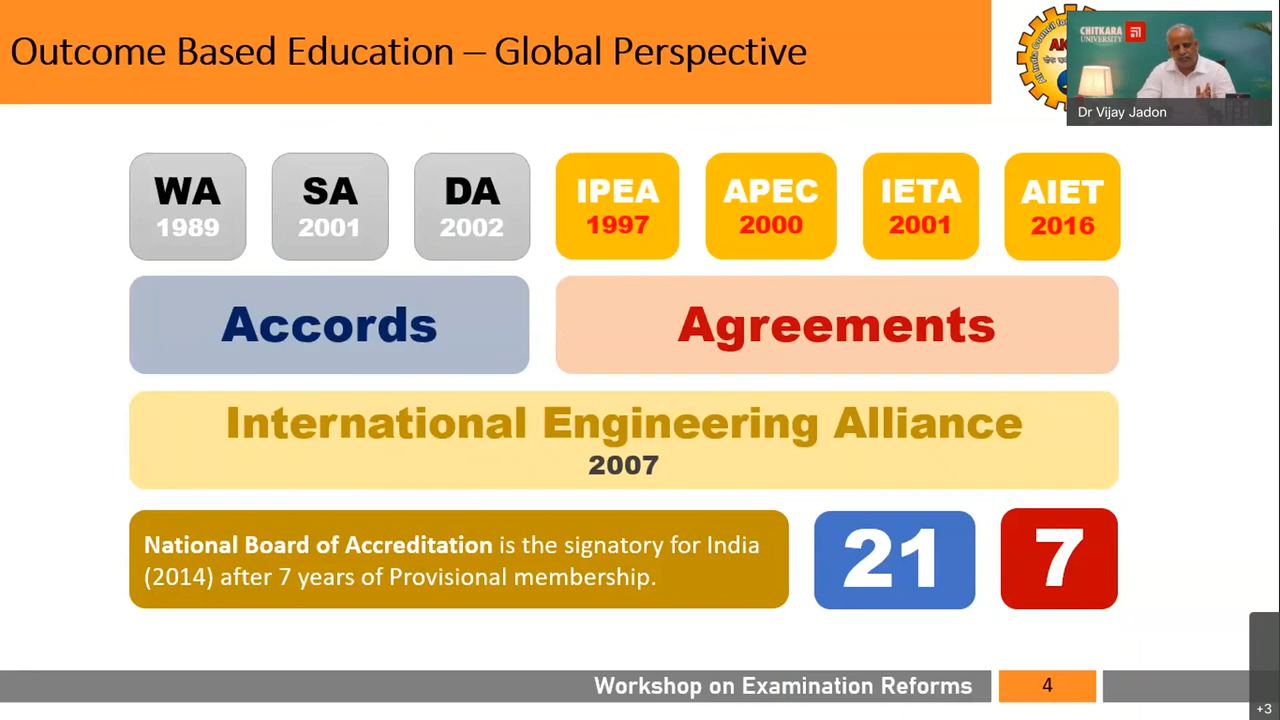 Outcome Based Education – Global Perspective
CHITKARA
UNIVERSITY
Dr Vijay Jadon
WA
1989
SA
2001
DA
2002
IPEA
1997
APEC
2000
IETA
2001
AIET
2016
Accords
Agreements
International Engineering Alliance
2007
National Board of Accreditation is the signatory for India
(2014) after 7 years of Provisional membership.
21
7
Workshop on Examination Reforms
4
+3